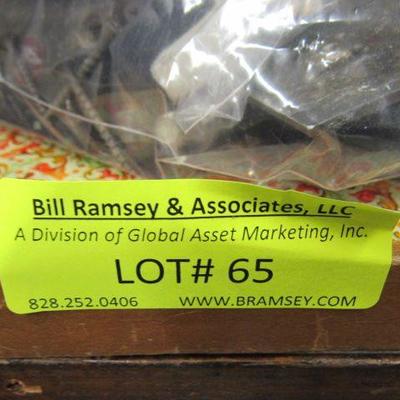 Bill Ramsey & Associates, LLC
A Division of Global Asset Marketing, Inc.
LOT# 65
828.252.0406 WWW.BRAMSEY.COM